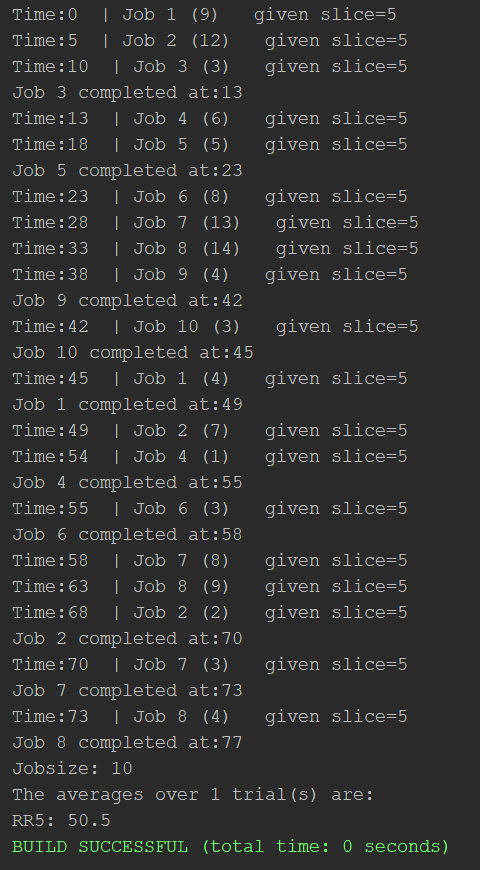 Time:0  | Job 1 (9)   given slice=5
Time:5  | Job 2 (12)   given slice=5
Time:10  | Job 3 (3)   given slice=5
Job 3 completed at:13
Time:13  | Job 4 (6)   given slice=5
Time:18  | Job 5 (5)   given slice=5
Job 5 completed at:23
Time:23  | Job 6 (8)   given slice=5
Time:28  | Job 7 (13)   given slice=5
Time:33  | Job 8 (14)   given slice=5
Time:38  | Job 9 (4)   given slice=5
Job 9 completed at:42
Time:42  | Job 10 (3)   given slice=5
Job 10 completed at:45
Time:45  | Job 1 (4)   given slice=5
Job 1 completed at:49
Time:49  | Job 2 (7)   given slice=5
Time:54  | Job 4 (1)   given slice=5
Job 4 completed at:55
Time:55  | Job 6 (3)   given slice=5
Job 6 completed at:58
Time:58  | Job 7 (8)   given slice=5
Time:63  | Job 8 (9)   given slice=5
Time:68  | Job 2 (2)   given slice=5
Job 2 completed at:70
Time:70  | Job 7 (3)   given slice=5
Job 7 completed at:73
Time:73  | Job 8 (4)   given slice=5
Job 8 completed at:77
Jobsize: 10
The averages over 1 trial(s) are:
RR5: 50.5
BUILD SUCCESSFUL (total time: 0 seconds)